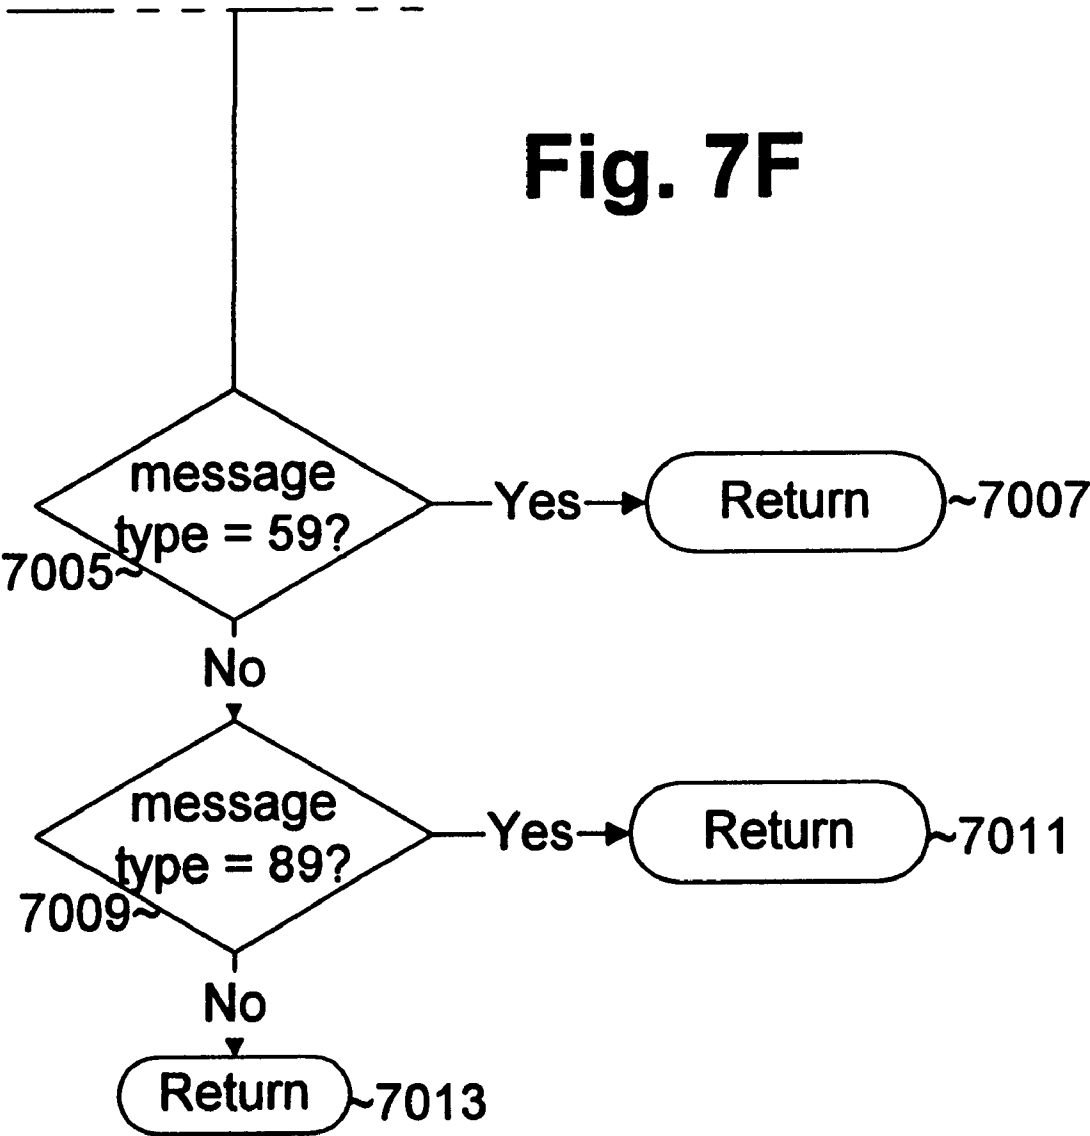 Fig. 7F
message
type = 59?
7005~
Yes
Return
~7007
No
message
type = 89?
7009~
Yes
Return
~7011
No
Return
~7013